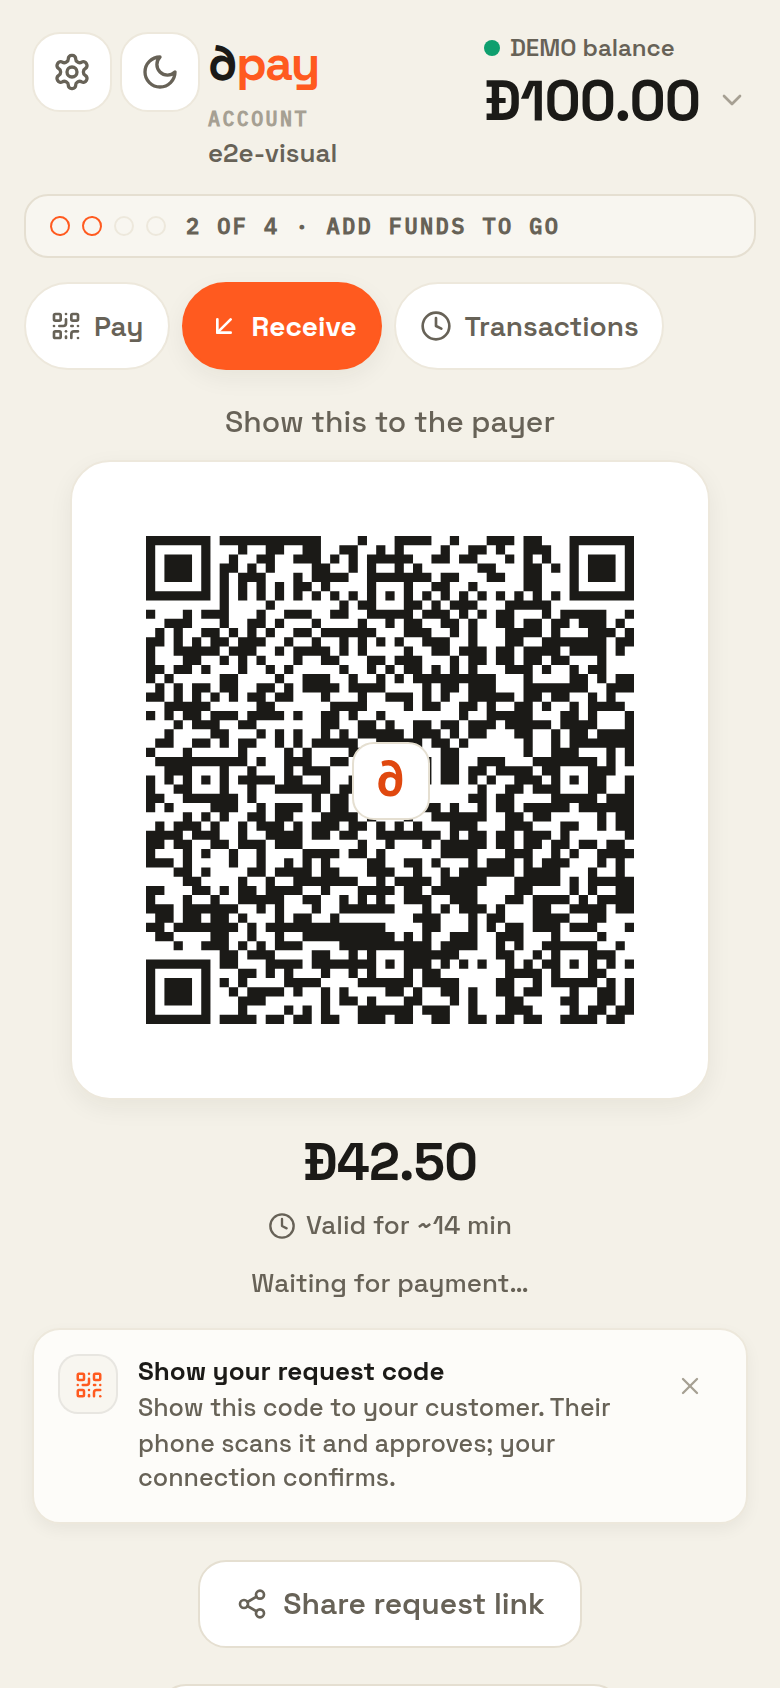 ∂pay
ACCOUNT
e2e-visual
DEMO balance
Đ100.00
2 OF 4 · ADD FUNDS TO GO
Pay
Receive
Transactions
Show this to the payer
∂
Đ42.50
Valid for ~14 min
Waiting for payment…
Show your request code
Show this code to your customer. Their
phone scans it and approves; your
connection confirms.
Share request link